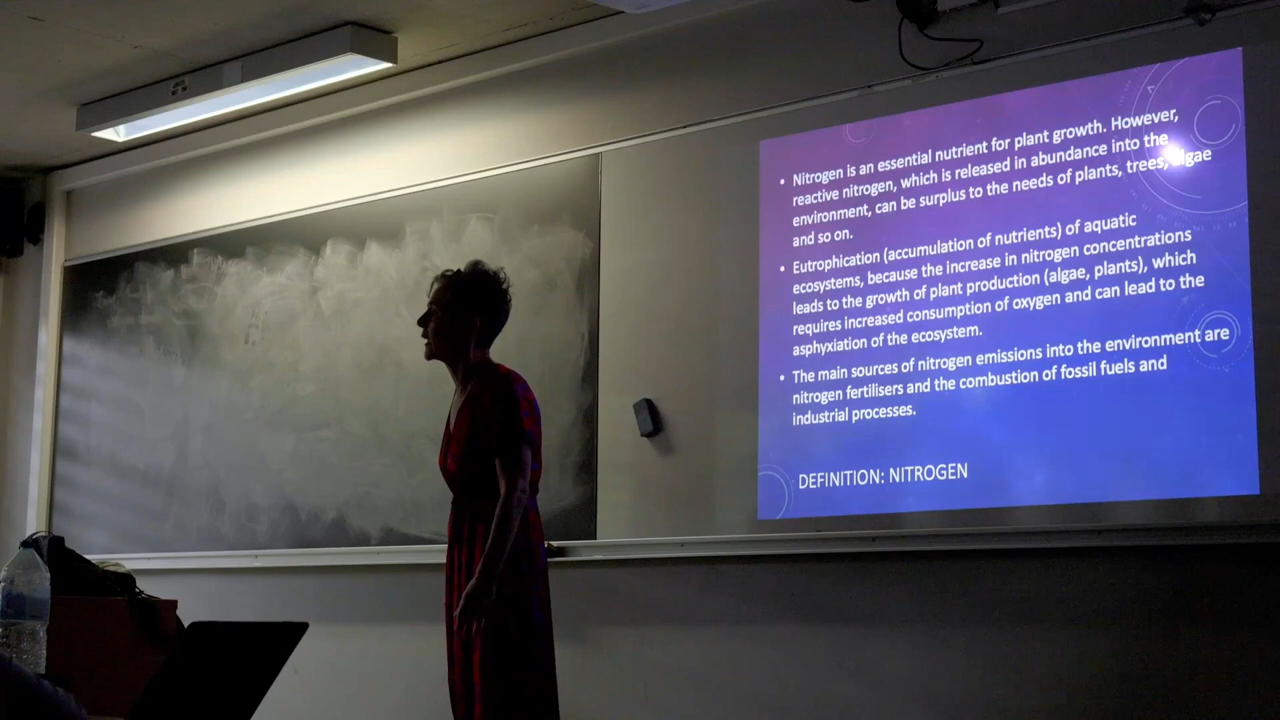 • Nitrogen is an essential nutrient for plant growth. However,
reactive nitrogen, which is released in abundance into the
environment, can be surplus to the needs of plants, trees, algae
and so on.
• Eutrophication (accumulation of nutrients) of aquatic
ecosystems, because the increase in nitrogen concentrations
leads to the growth of plant production (algae, plants), which
requires increased consumption of oxygen and can lead to the
asphyxiation of the ecosystem.
• The main sources of nitrogen emissions into the environment are
nitrogen fertilisers and the combustion of fossil fuels and
industrial processes.
DEFINITION: NITROGEN